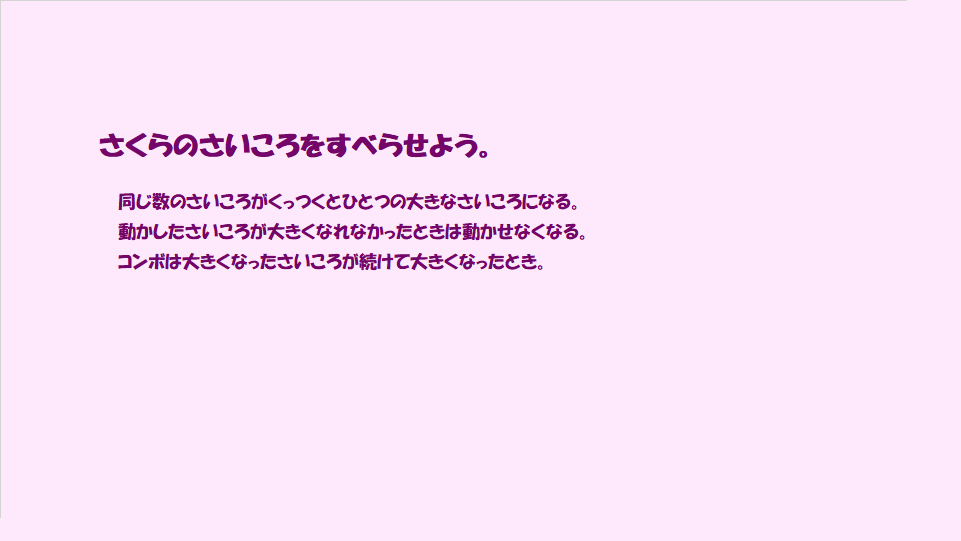 さくらのさいころをすべらせよう。
同じ数のさいころがくっつくとひとつの大きなさいころになる。
動かしたさいころが大きくなれなかったときは動かせなくなる。
コンボは大きくなったさいころが続けて大きくなったとき。